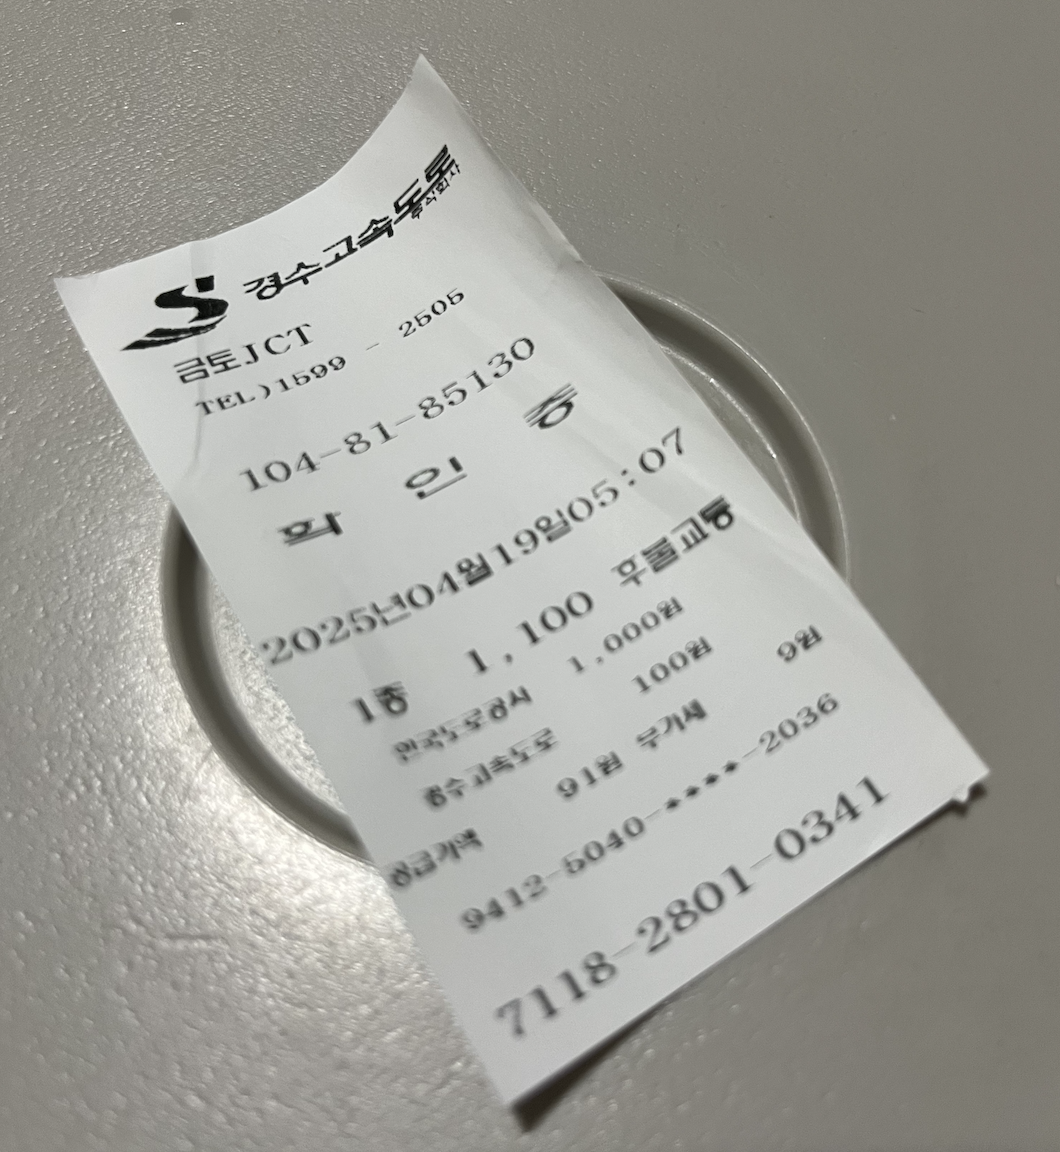 경수고속도로
주식회사
금토JCT
TEL)1599 - 2505
104-81-85130
확 인 증
2025년04월19일05:07
1종 1,100 후불교통
한국도로공사 1,000원
경수고속도로 100원
공급가액 91원 부가세 9원
9412-5040-****-2036
7118-2801-0341